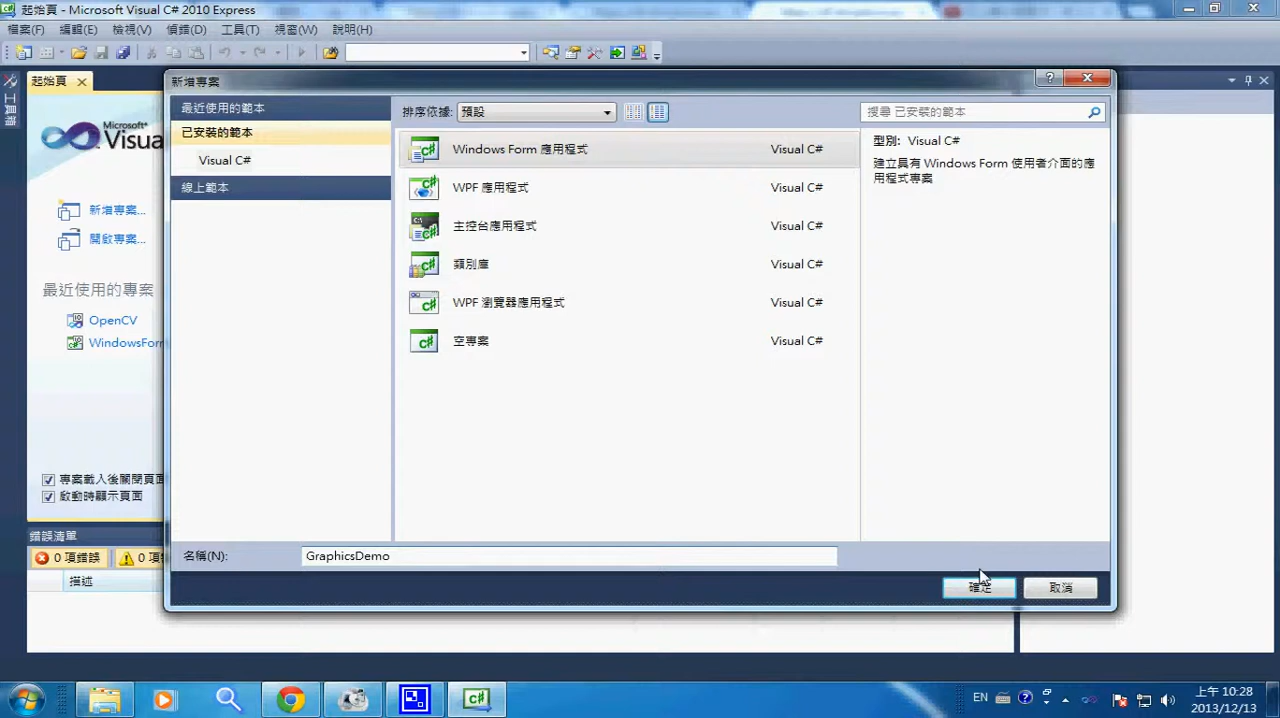 起始頁 - Microsoft Visual C# 2010 Express
檔案(F) 編輯(E) 檢視(V) 偵錯(D) 工具(T) 視窗(W) 說明(H)
起始頁
工具箱
Microsoft®
Visua
新增專案...
開啟專案...
最近使用的專案
OpenCV
WindowsForm
專案載入後關閉頁面
啟動時顯示頁面
新增專案
最近使用的範本
已安裝的範本
Visual C#
線上範本
排序依據: 預設
搜尋 已安裝的範本
Windows Form 應用程式 Visual C#
WPF 應用程式 Visual C#
主控台應用程式 Visual C#
類別庫 Visual C#
WPF 瀏覽器應用程式 Visual C#
空專案 Visual C#
型別: Visual C#
建立具有 Windows Form 使用者介面的應
用程式專案
名稱(N): GraphicsDemo
確定 取消
錯誤清單
0 項錯誤 0 項
描述
EN
上午 10:28
2013/12/13